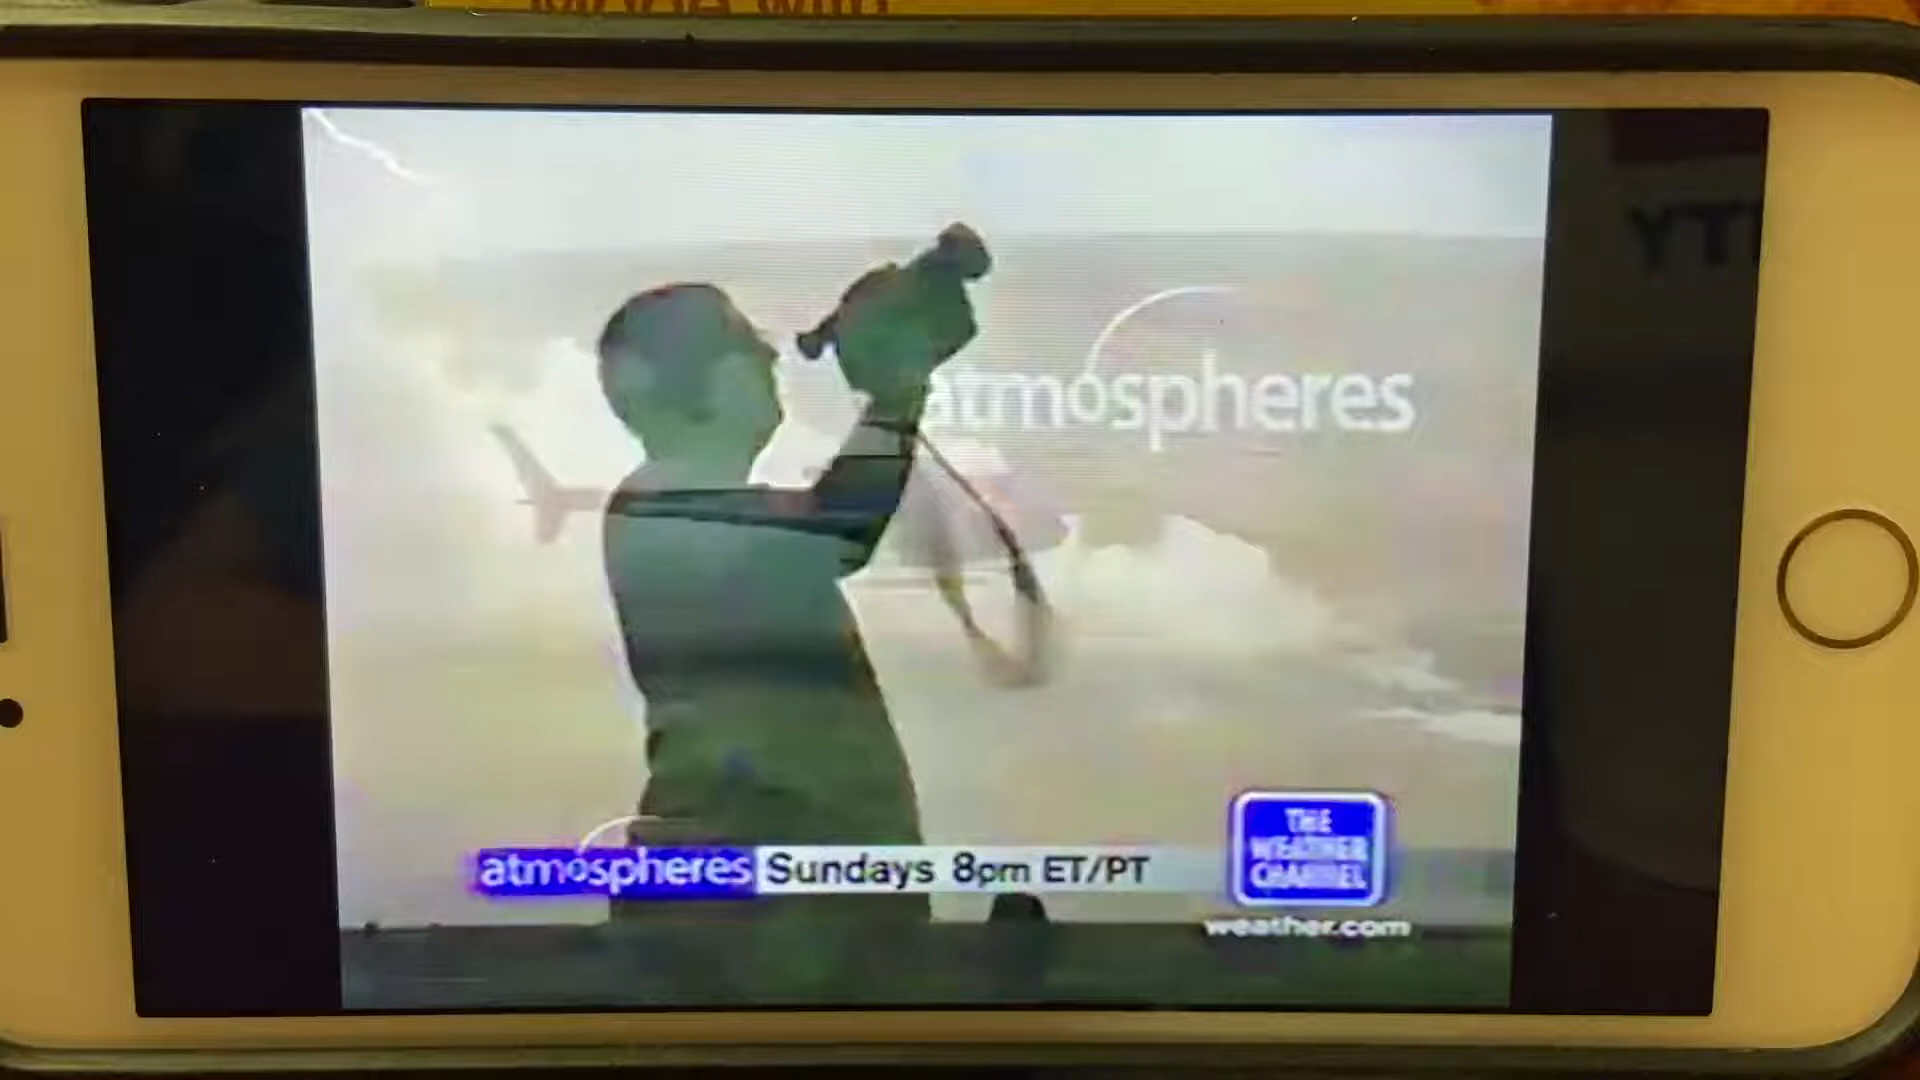 atmospheres
atmospheres Sundays 8pm ET/PT
THE
WEATHER
CHANNEL
weather.com